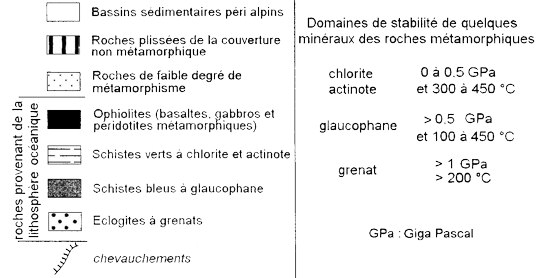 Bassins sédimentaires péri alpins
Roches plissées de la couverture
non métamorphique
Roches de faible degré de
métamorphisme
roches provenant de la
lithosphère océanique
Ophiolites (basaltes, gabbros et
péridotites métamorphiques)
Schistes verts à chlorite et actinote
Schistes bleus à glaucophane
Eclogites à grenats
chevauchements
Domaines de stabilité de quelques
minéraux des roches métamorphiques
chlorite 0 à 0.5 GPa
actinote et 300 à 450 °C
glaucophane > 0.5 GPa
et 100 à 450 °C
grenat > 1 GPa
> 200 °C
GPa : Giga Pascal